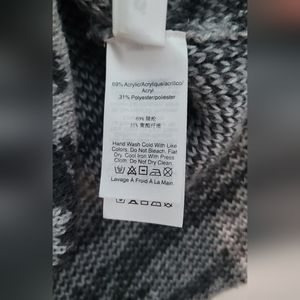 69% Acrylic/Acrylique/acrílico/
Acryl
31% Polyester/poliéster
69% 腈纶
31% 聚酯纤维
Hand Wash Cold With Like
Colors. Do Not Bleach. Flat
Dry. Cool Iron With Press
Cloth. Do Not Dry Clean.
Lavage À Froid À La Main